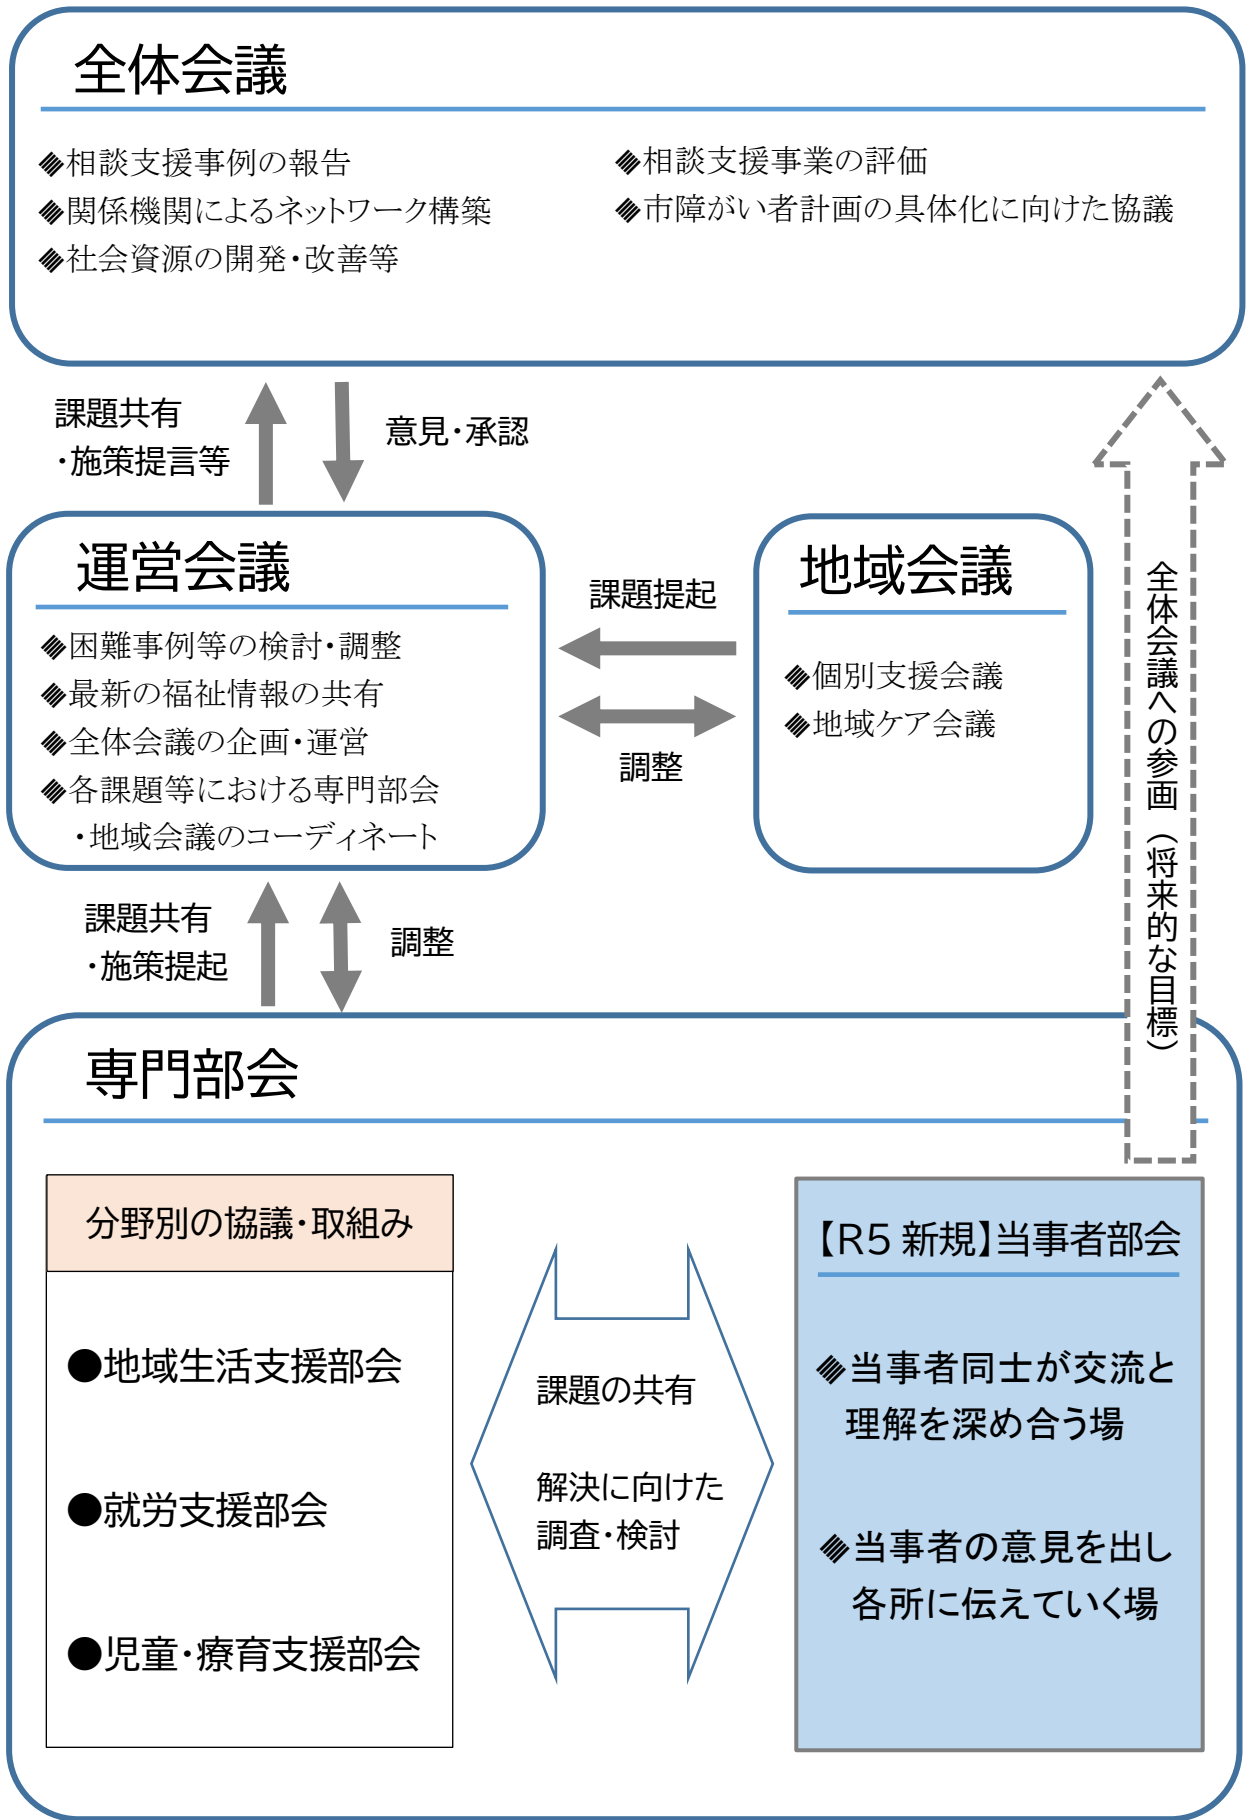 全体会議
◆相談支援事例の報告
◆関係機関によるネットワーク構築
◆社会資源の開発・改善等
◆相談支援事業の評価
◆市障がい者計画の具体化に向けた協議
課題共有
・施策提言等
意見・承認
運営会議
◆困難事例等の検討・調整
◆最新の福祉情報の共有
◆全体会議の企画・運営
◆各課題等における専門部会
・地域会議のコーディネート
課題提起
調整
地域会議
◆個別支援会議
◆地域ケア会議
全体会議への参画（将来的な目標）
課題共有
・施策提起
調整
専門部会
分野別の協議・取組み
●地域生活支援部会
●就労支援部会
●児童・療育支援部会
課題の共有
解決に向けた
調査・検討
【R5 新規】当事者部会
◆当事者同士が交流と
理解を深め合う場
◆当事者の意見を出し
各所に伝えていく場